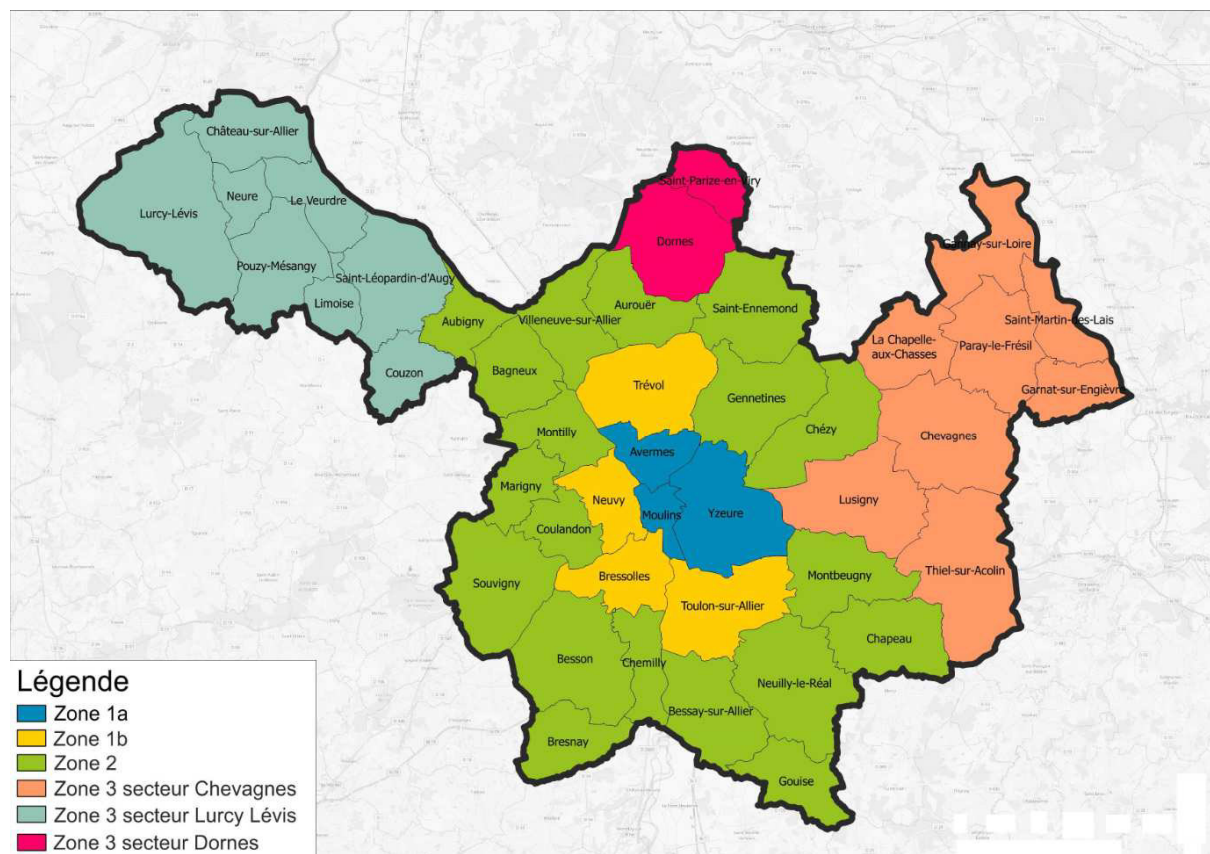 Château-sur-Allier
Saint-Parize-en-Viry
Neure
Le Veurdre
Lurcy-Lévis
Dornes
Gannay-sur-Loire
Pouzy-Mésangy
Saint-Léopardin-d'Augy
Limoise
Aurouër
Saint-Ennemond
Aubigny
Villeneuve-sur-Allier
Saint-Martin-des-Lais
La Chapelle-
aux-Chasses
Paray-le-Frésil
Couzon
Bagneux
Trévol
Garnat-sur-Engièvre
Gennetines
Chézy
Montilly
Chevagnes
Avermes
Marigny
Neuvy
Lusigny
Moulins
Yzeure
Coulandon
Souvigny
Bressolles
Montbeugny
Thiel-sur-Acolin
Toulon-sur-Allier
Chapeau
Besson
Chemilly
Neuilly-le-Réal
Bessay-sur-Allier
Bresnay
Gouise
Légende
Zone 1a
Zone 1b
Zone 2
Zone 3 secteur Chevagnes
Zone 3 secteur Lurcy Lévis
Zone 3 secteur Dornes